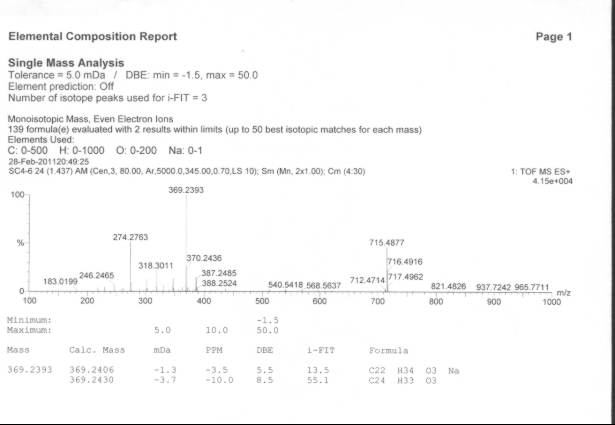 Elemental Composition Report Page 1
Single Mass Analysis
Tolerance = 5.0 mDa / DBE: min = -1.5, max = 50.0
Element prediction: Off
Number of isotope peaks used for i-FIT = 3
Monoisotopic Mass, Even Electron Ions
139 formula(e) evaluated with 2 results within limits (up to 50 best isotopic matches for each mass)
Elements Used:
C: 0-500 H: 0-1000 O: 0-200 Na: 0-1
28-Feb-201120:49:25
SC4-6 24 (1.437) AM (Cen,3, 80.00, Ar,5000.0,345.00,0.70,LS 10); Sm (Mn, 2x1.00); Cm (4:30) 1: TOF MS ES+
4.15e+004
100 369.2393
% 274.2763 715.4877
318.3011 370.2436 716.4916
183.0199 246.2465 387.2485 712.4714 717.4962
388.2524 540.5418 568.5637 821.4826 937.7242 965.7711
0 m/z
100 200 300 400 500 600 700 800 900 1000
Minimum: -1.5
Maximum: 5.0 10.0 50.0
Mass Calc. Mass mDa PPM DBE i-FIT Formula
369.2393 369.2406 -1.3 -3.5 5.5 13.5 C22 H34 O3 Na
369.2430 -3.7 -10.0 8.5 55.1 C24 H33 O3